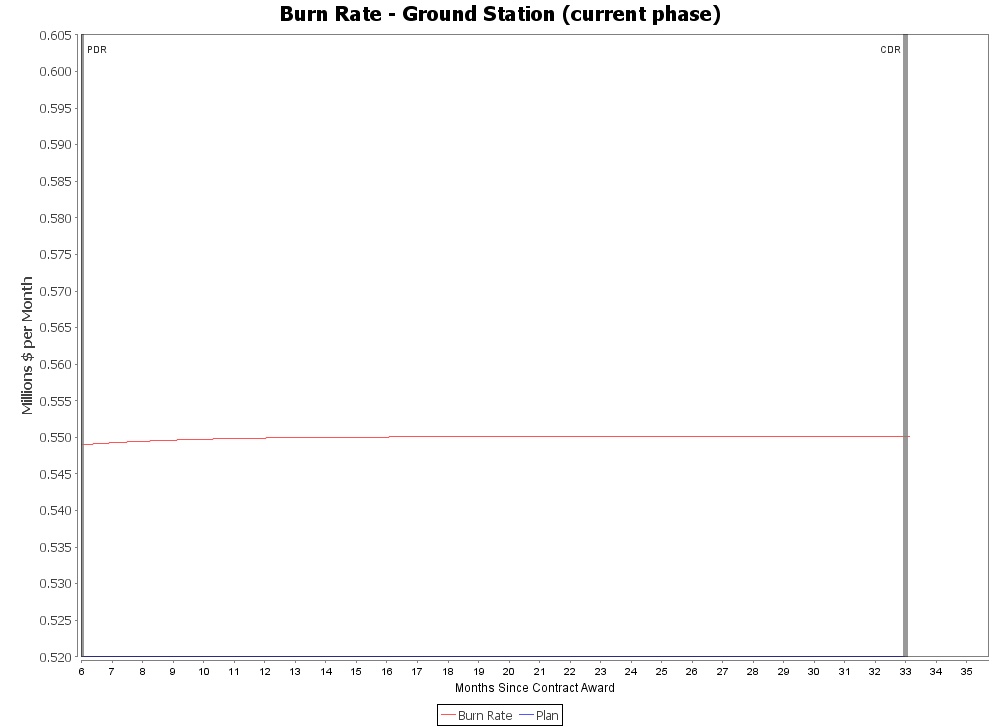 Burn Rate - Ground Station (current phase)
0.605
PDR
CDR
0.600
0.595
0.590
0.585
0.580
0.575
0.570
0.565
0.560
0.555
0.550
0.545
0.540
0.535
0.530
0.525
0.520
Millions $ per Month
6 7 8 9 10 11 12 13 14 15 16 17 18 19 20 21 22 23 24 25 26 27 28 29 30 31 32 33 34 35
Months Since Contract Award
Burn Rate Plan